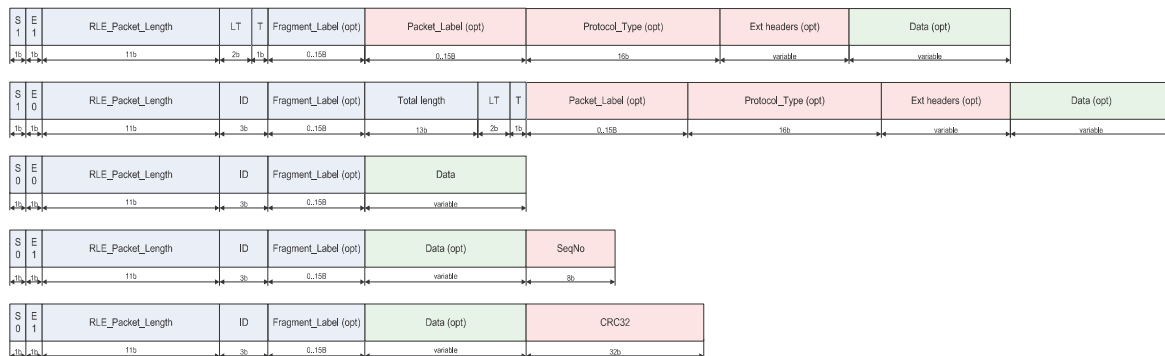 S 1 E 1 RLE_Packet_Length LT T Fragment_Label (opt) Packet_Label (opt) Protocol_Type (opt) Ext headers (opt) Data (opt)
1b 1b 11b 2b 1b 0..15B 0..15B 16b variable variable
S 1 E 0 RLE_Packet_Length ID Fragment_Label (opt) Total length LT T Packet_Label (opt) Protocol_Type (opt) Ext headers (opt) Data (opt)
1b 1b 11b 3b 0..15B 13b 2b 1b 0..15B 16b variable variable
S 0 E 0 RLE_Packet_Length ID Fragment_Label (opt) Data
1b 1b 11b 3b 0..15B variable
S 0 E 1 RLE_Packet_Length ID Fragment_Label (opt) Data (opt) SeqNo
1b 1b 11b 3b 0..15B variable 8b
S 0 E 1 RLE_Packet_Length ID Fragment_Label (opt) Data (opt) CRC32
1b 1b 11b 3b 0..15B variable 32b